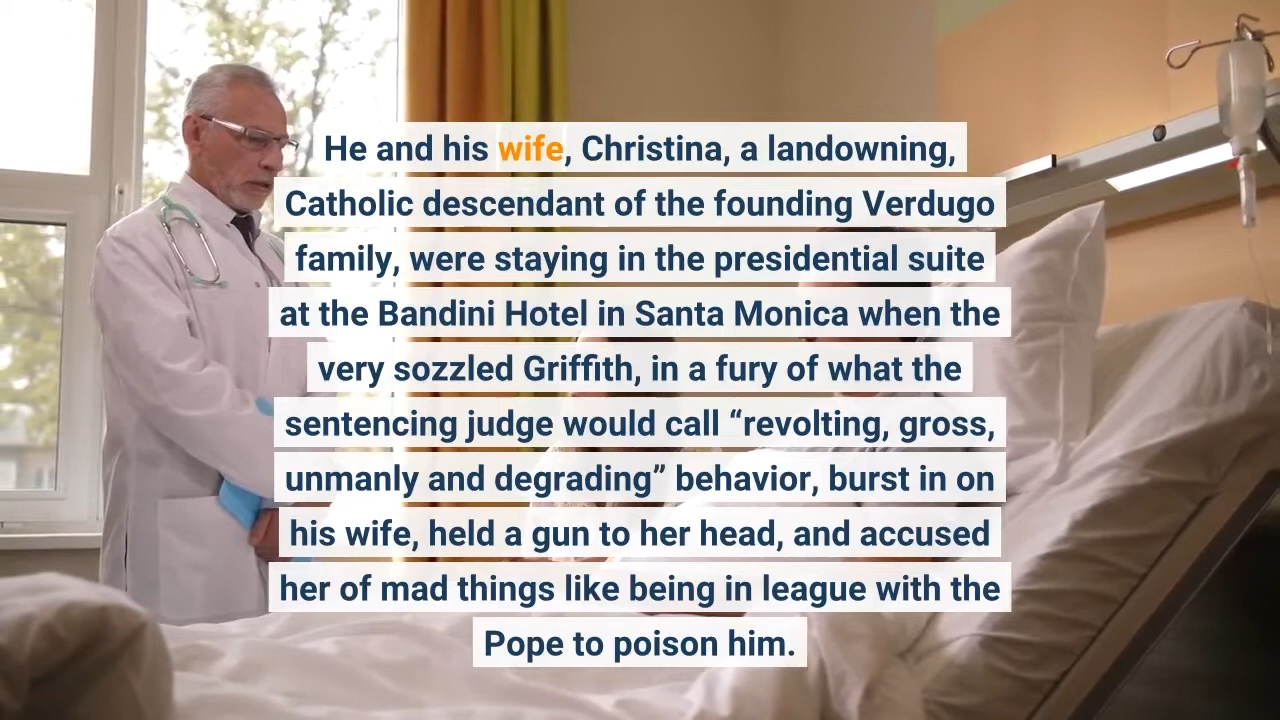 He and his wife, Christina, a landowning,
Catholic descendant of the founding Verdugo
family, were staying in the presidential suite
at the Bandini Hotel in Santa Monica when the
very sozzled Griffith, in a fury of what the
sentencing judge would call “revolting, gross,
unmanly and degrading” behavior, burst in on
his wife, held a gun to her head, and accused
her of mad things like being in league with the
Pope to poison him.